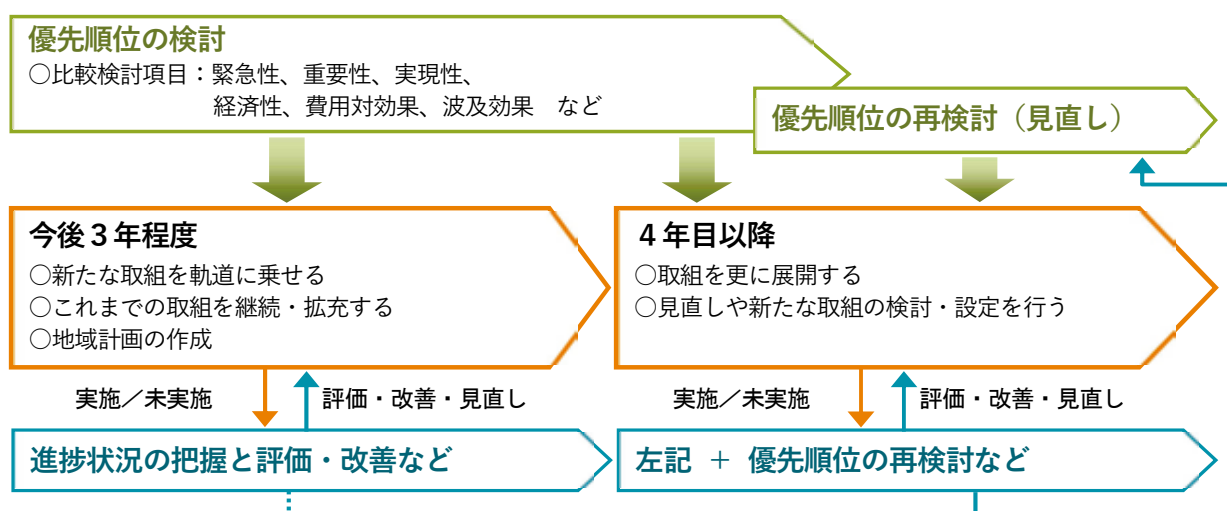 優先順位の検討
○比較検討項目：緊急性、重要性、実現性、
経済性、費用対効果、波及効果　など
優先順位の再検討（見直し）
今後３年程度
○新たな取組を軌道に乗せる
○これまでの取組を継続・拡充する
○地域計画の作成
４年目以降
○取組を更に展開する
○見直しや新たな取組の検討・設定を行う
実施／未実施
評価・改善・見直し
実施／未実施
評価・改善・見直し
進捗状況の把握と評価・改善など
左記　＋　優先順位の再検討など